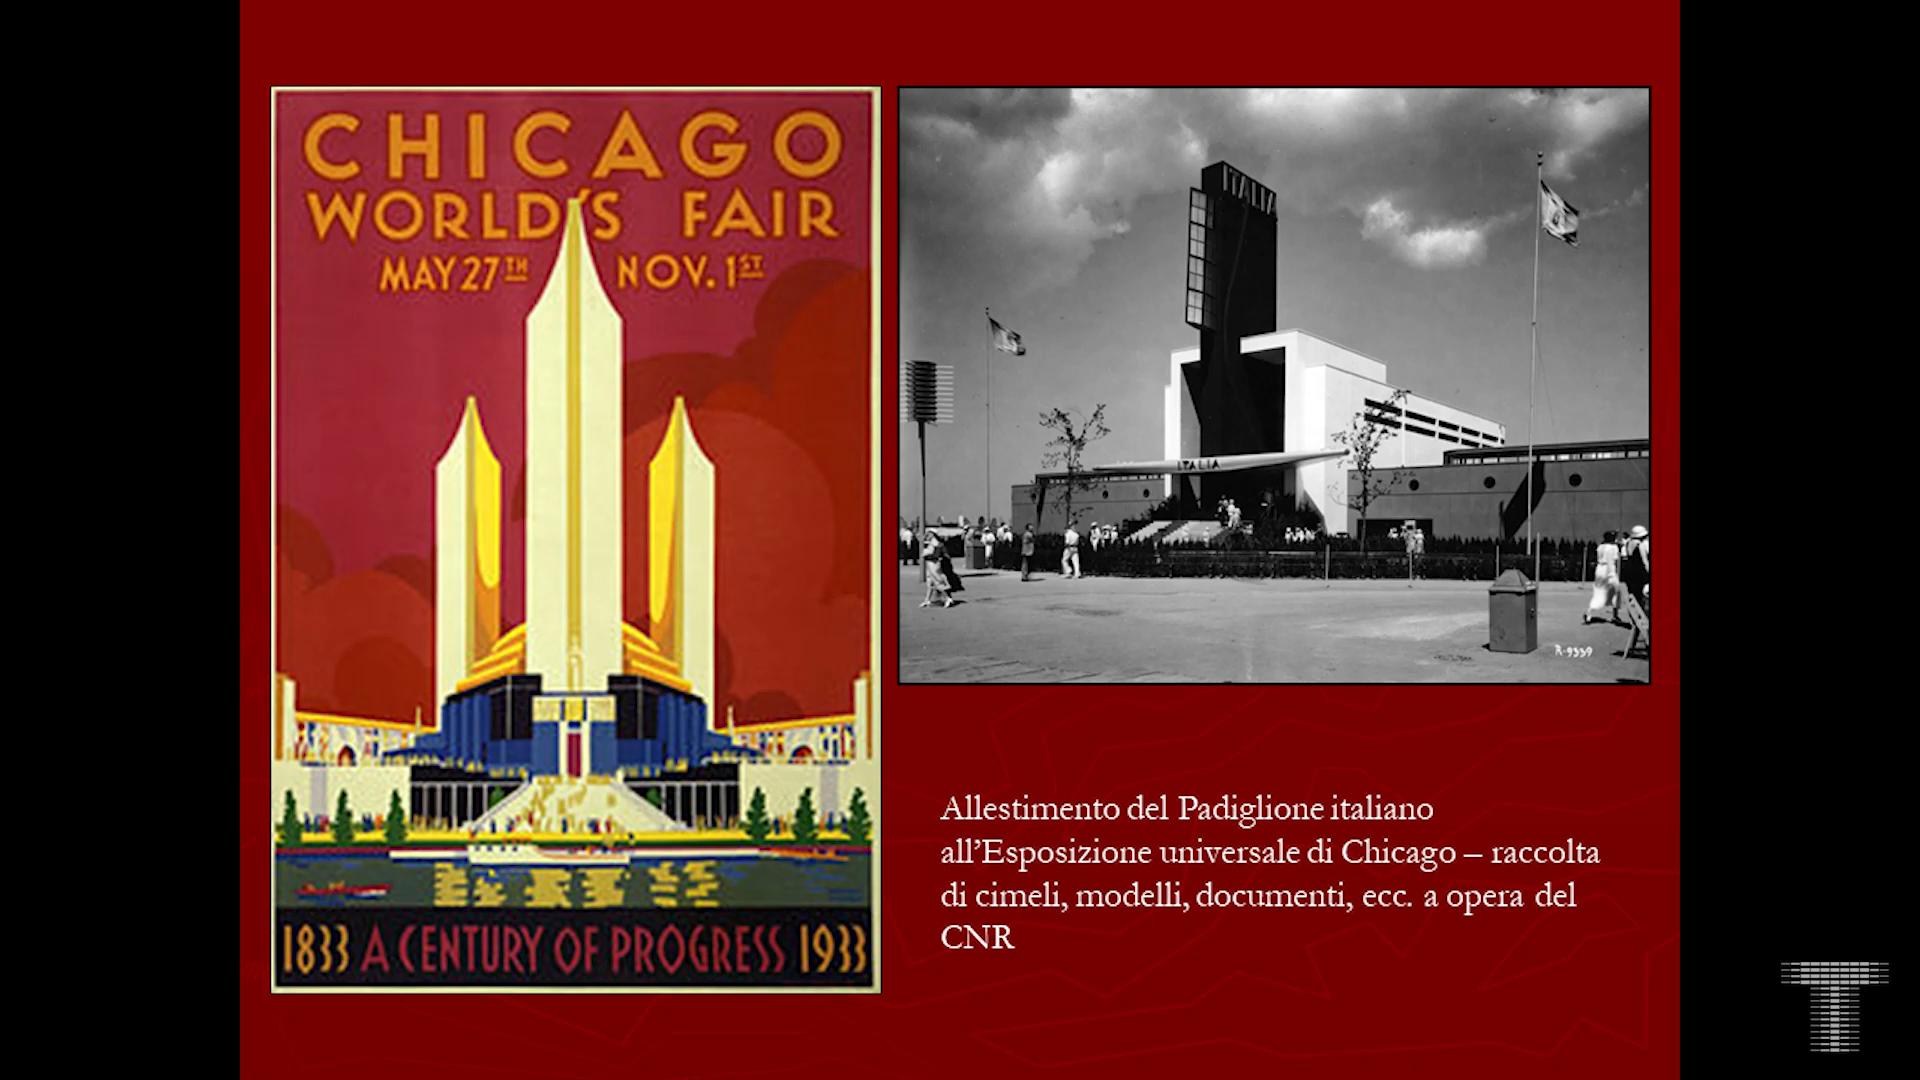 CHICAGO
WORLD'S FAIR
MAY 27TH NOV. 1ST
1833 A CENTURY OF PROGRESS 1933
ITALIA
ITALIA
R-9339
Allestimento del Padiglione italiano
all'Esposizione universale di Chicago – raccolta
di cimeli, modelli, documenti, ecc. a opera del
CNR
T